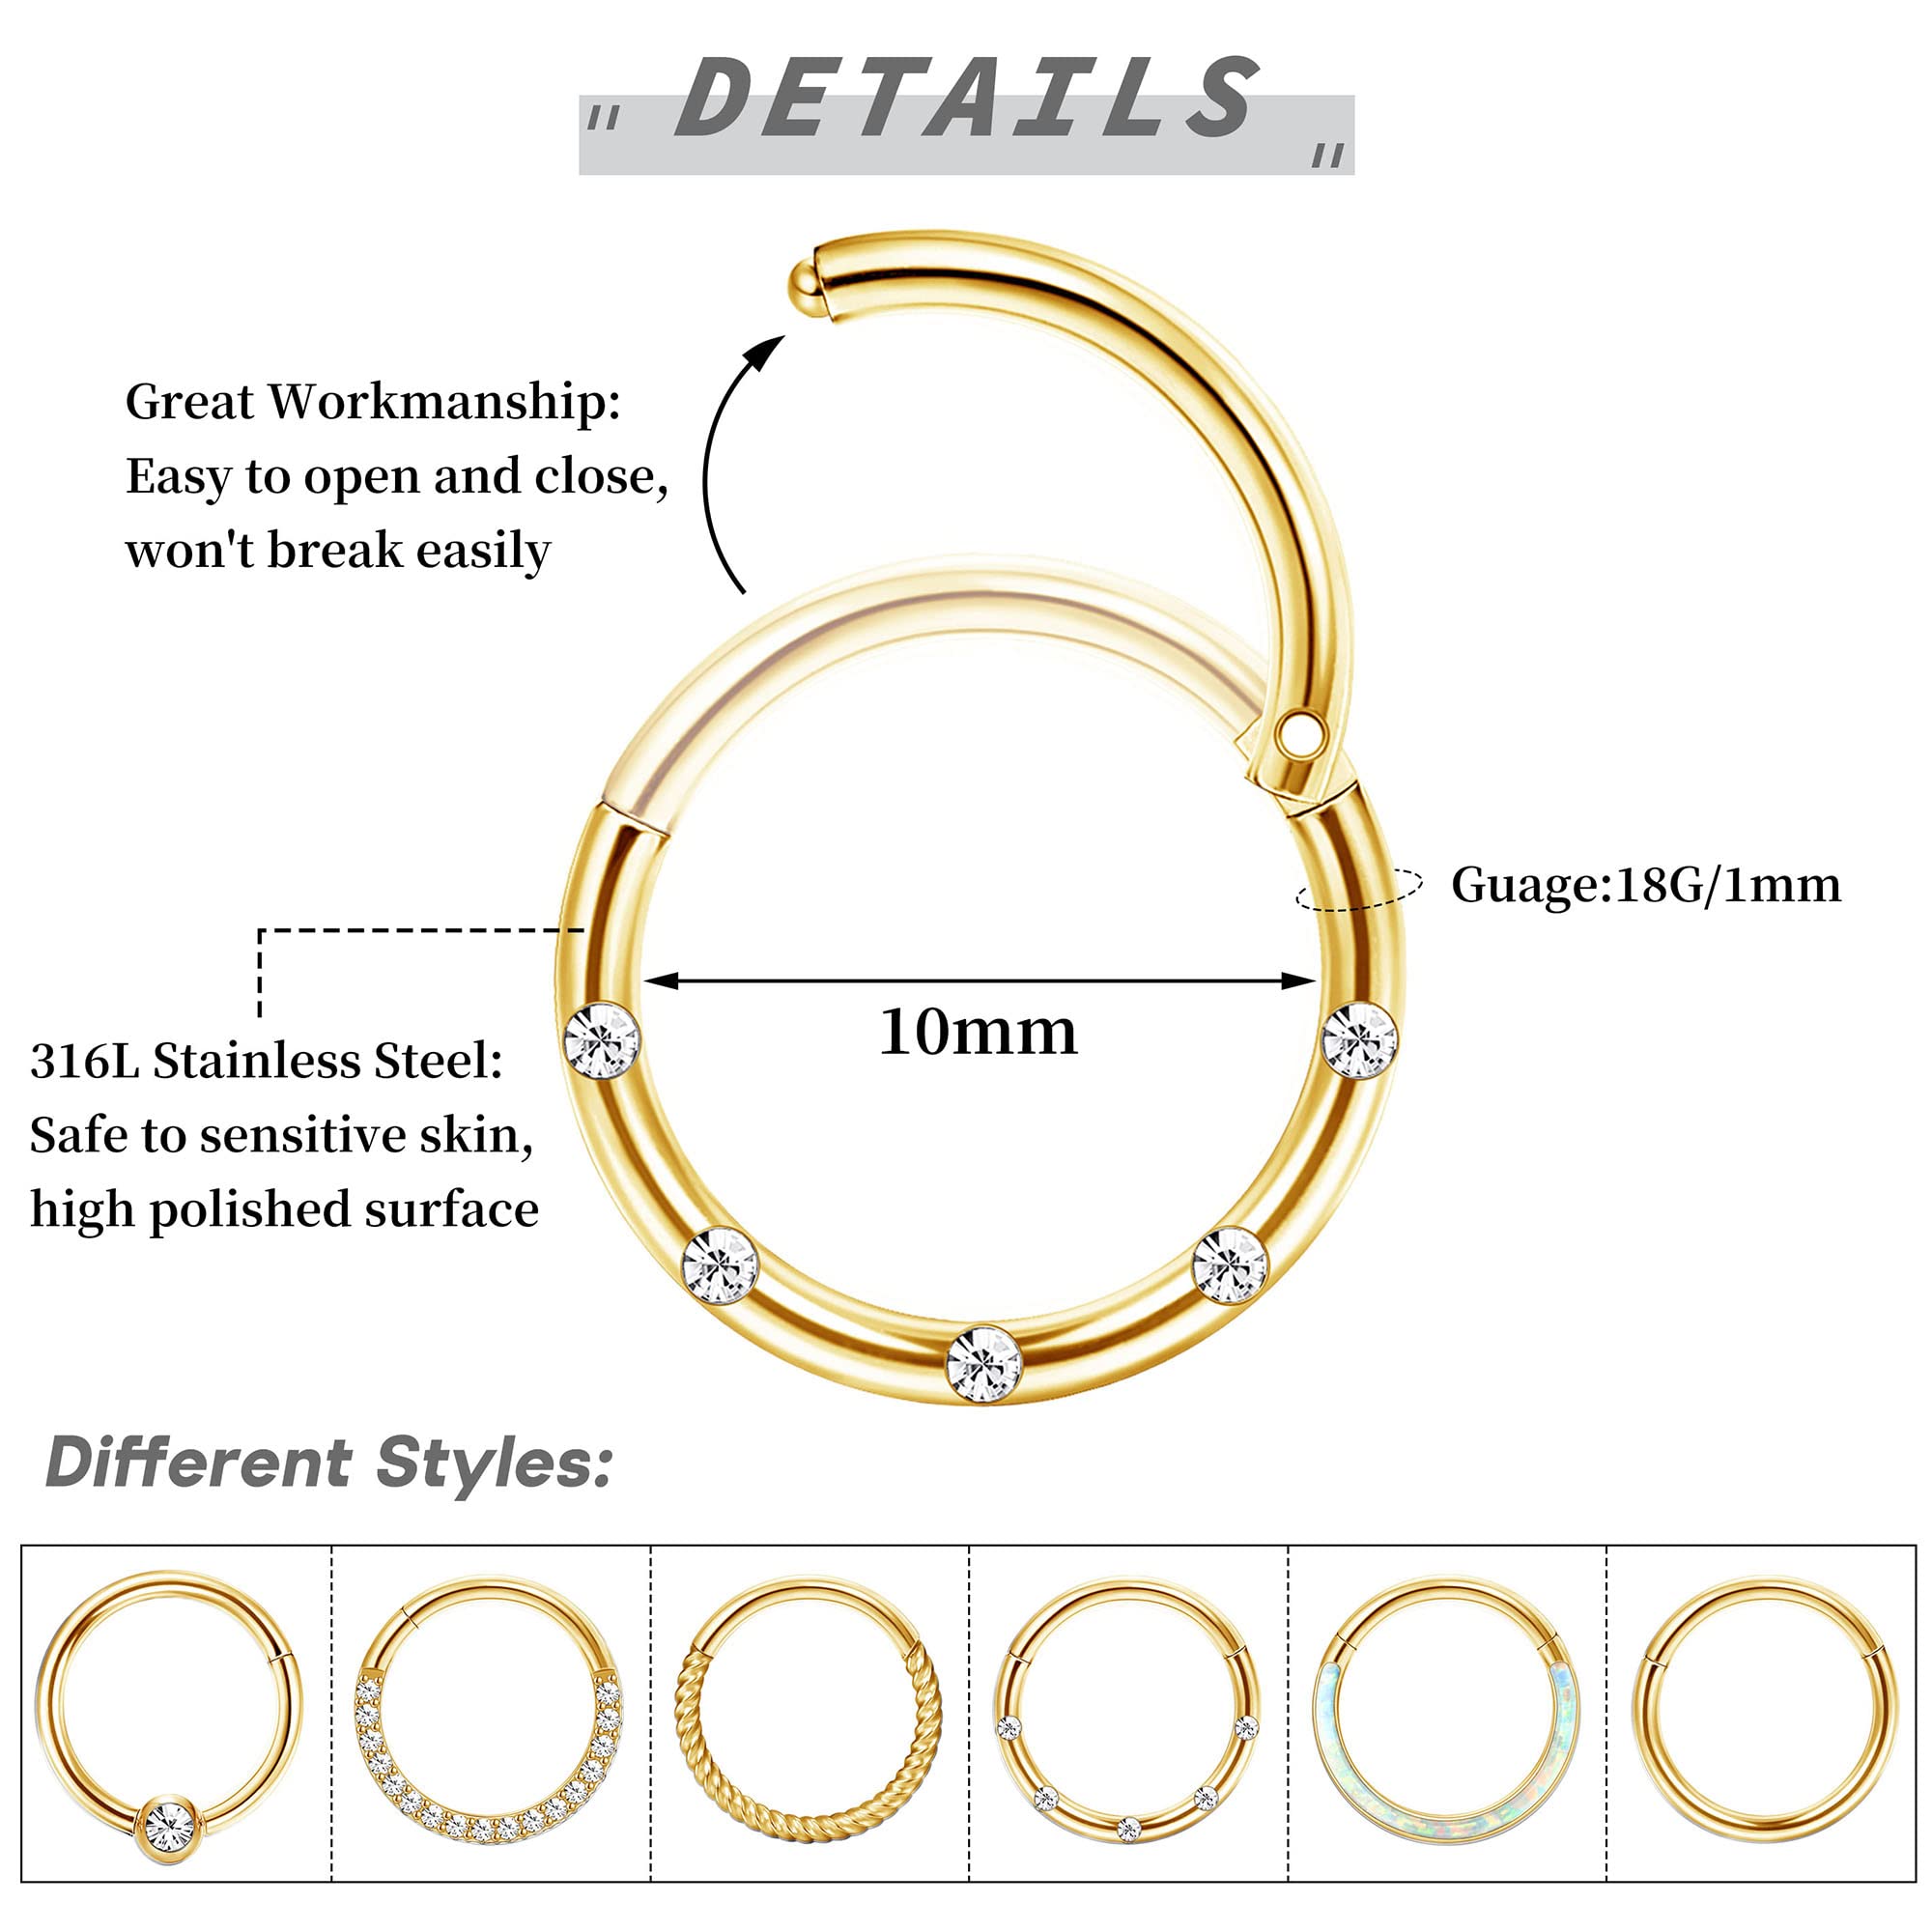 " DETAILS "
Great Workmanship:
Easy to open and close,
won't break easily
Guage:18G/1mm
10mm
316L Stainless Steel:
Safe to sensitive skin,
high polished surface
Different Styles: